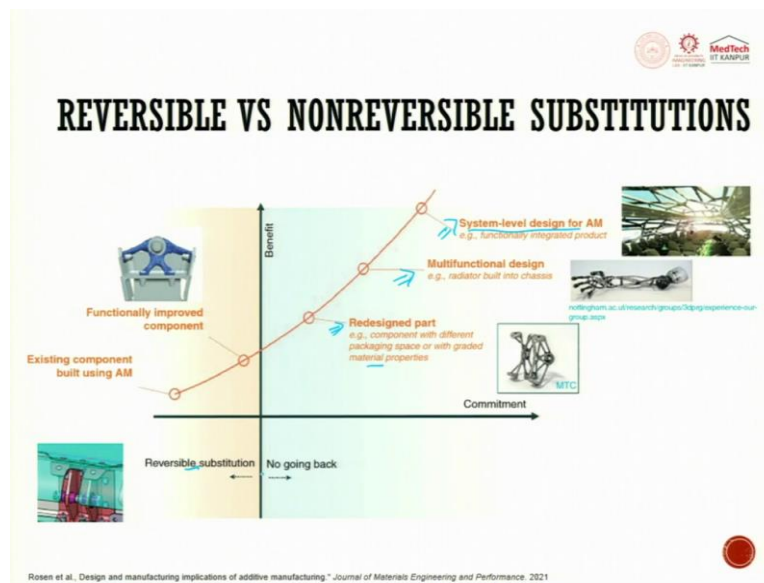 MedTech
IIT KANPUR
REVERSIBLE VS NONREVERSIBLE SUBSTITUTIONS
Benefit
System-level design for AM
e.g., functionally integrated product
Multifunctional design
e.g., radiator built into chassis
Functionally improved
component
Redesigned part
e.g., component with different
packaging space or with graded
material properties
nottingham.ac.uk/research/groups/3dprg/experience-our-
group.aspx
Existing component
built using AM
MTC
Commitment
Reversible substitution
No going back
Rosen et al., Design and manufacturing implications of additive manufacturing." Journal of Materials Engineering and Performance. 2021